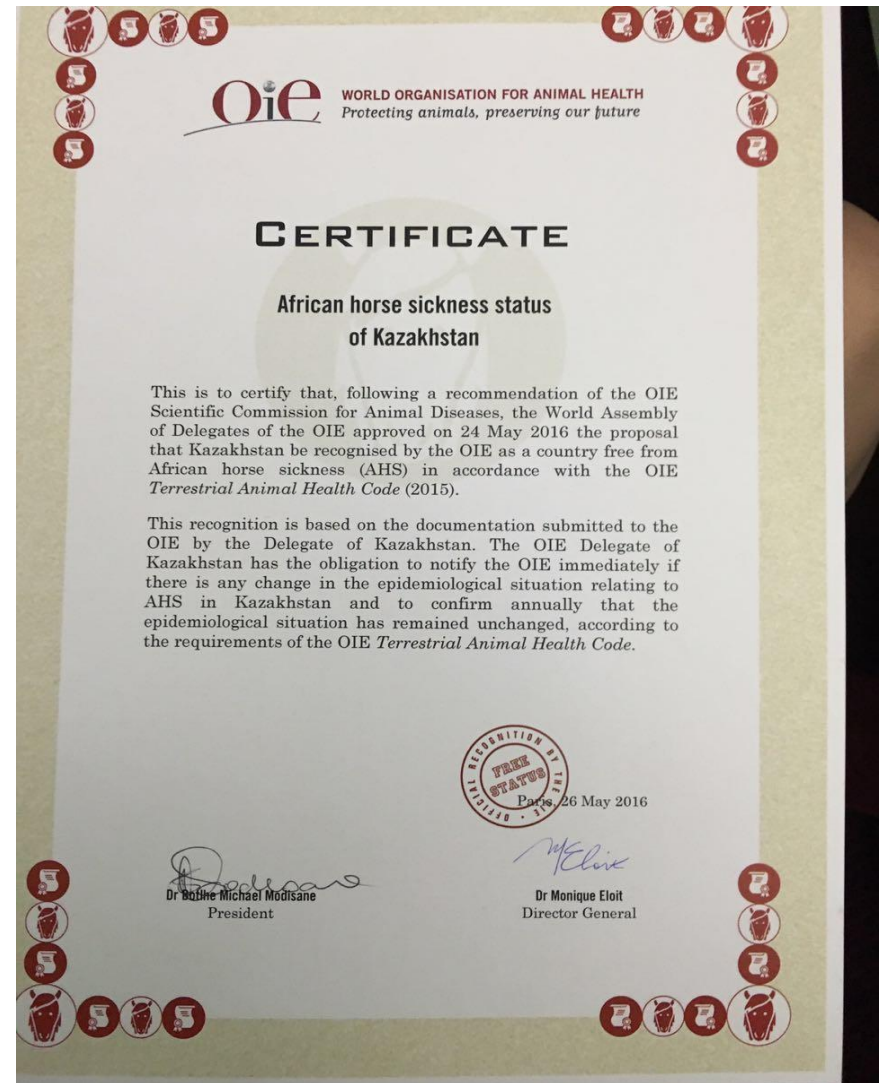 OiE
WORLD ORGANISATION FOR ANIMAL HEALTH
Protecting animals, preserving our future
CERTIFICATE
African horse sickness status
of Kazakhstan
This is to certify that, following a recommendation of the OIE
Scientific Commission for Animal Diseases, the World Assembly
of Delegates of the OIE approved on 24 May 2016 the proposal
that Kazakhstan be recognised by the OIE as a country free from
African horse sickness (AHS) in accordance with the OIE
Terrestrial Animal Health Code (2015).
This recognition is based on the documentation submitted to the
OIE by the Delegate of Kazakhstan. The OIE Delegate of
Kazakhstan has the obligation to notify the OIE immediately if
there is any change in the epidemiological situation relating to
AHS in Kazakhstan and to confirm annually that the
epidemiological situation has remained unchanged, according to
the requirements of the OIE Terrestrial Animal Health Code.
OFFICIAL RECOGNITION BY THE OIE
FREE
STATUS
Paris, 26 May 2016
MEloit
Dr Botlhe Michael Modisane
President
Dr Monique Eloit
Director General